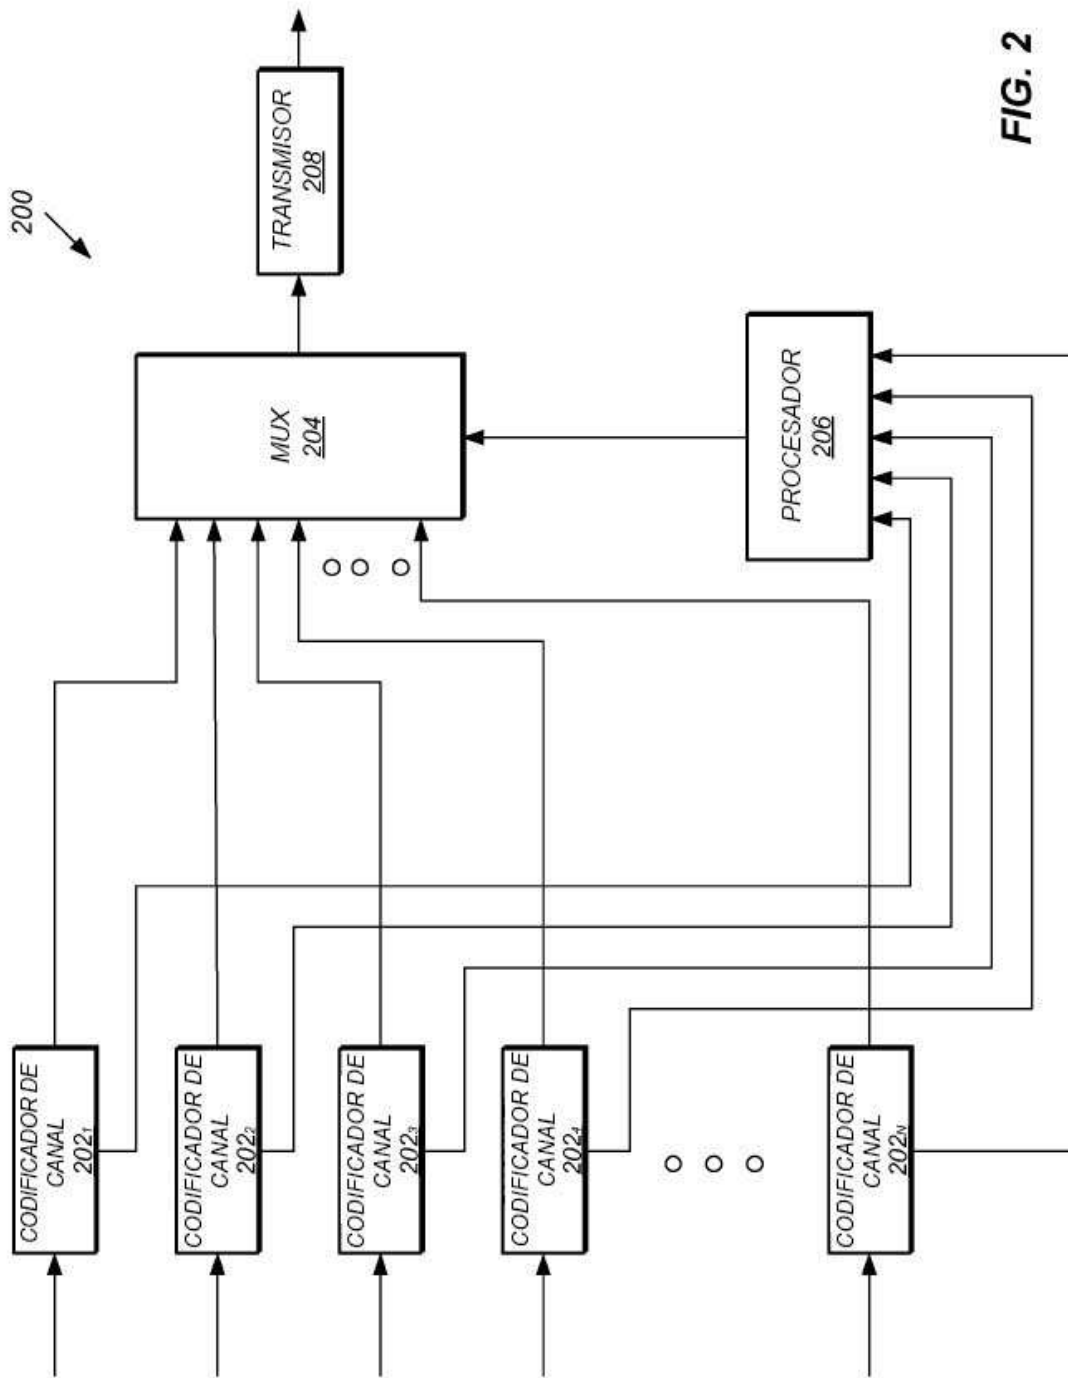 200
CODIFICADOR DE
CANAL
202₁
CODIFICADOR DE
CANAL
202₂
CODIFICADOR DE
CANAL
202₃
CODIFICADOR DE
CANAL
202₄
CODIFICADOR DE
CANAL
202N
MUX
204
TRANSMISOR
208
PROCESADOR
206
FIG. 2